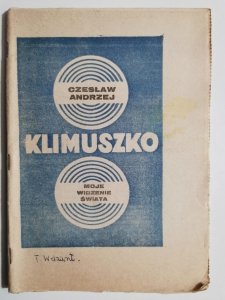 CZESŁAW
ANDRZEJ
KLIMUSZKO
MOJE
WIDZENIE
ŚWIATA
T.